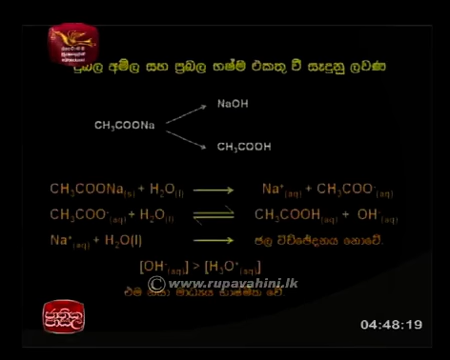 දුබල අම්ල සහ ප්‍රබල භෂ්ම එකතු වී සෑදුනු ලවණ
NaOH
CH₃COONa
CH₃COOH
CH₃COONa(s) + H₂O(l) ⟶ Na⁺(aq) + CH₃COO⁻(aq)
CH₃COO⁻(aq) + H₂O(l) ⇌ CH₃COOH(aq) + OH⁻(aq)
Na⁺(aq) + H₂O(l) ⟶ ජල විච්ඡේදනය නොවේ.
[OH⁻(aq)] > [H₃O⁺(aq)]
©www.rupavahini.lk
එම නිසා මාධ්‍යය භාෂ්මික වේ.
ජාතික පාසල
04:48:19